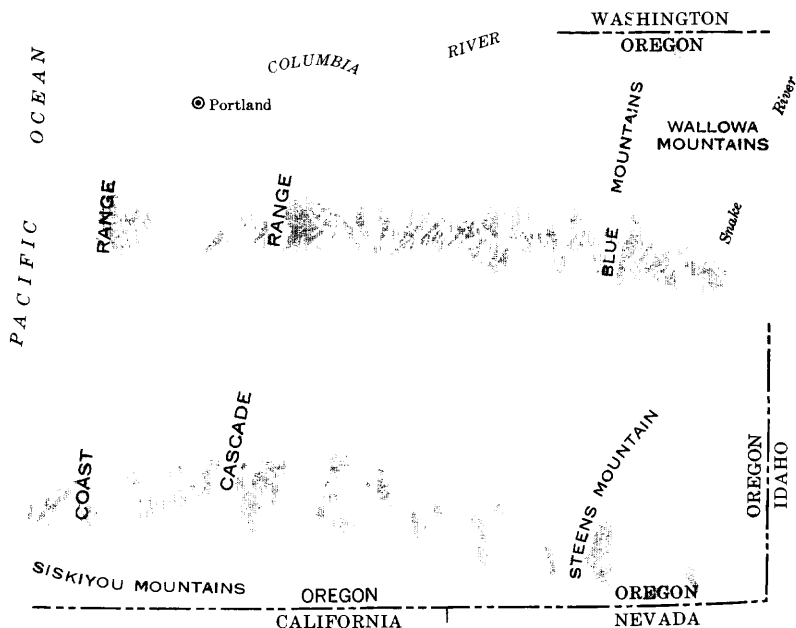 WASHINGTON
OREGON
PACIFIC OCEAN
COLUMBIA RIVER
Portland
Snake River
BLUE MOUNTAINS
WALLOWA
MOUNTAINS
COAST RANGE
CASCADE RANGE
STEENS MOUNTAIN
OREGON
IDAHO
SISKIYOU MOUNTAINS
OREGON
CALIFORNIA
OREGON
NEVADA